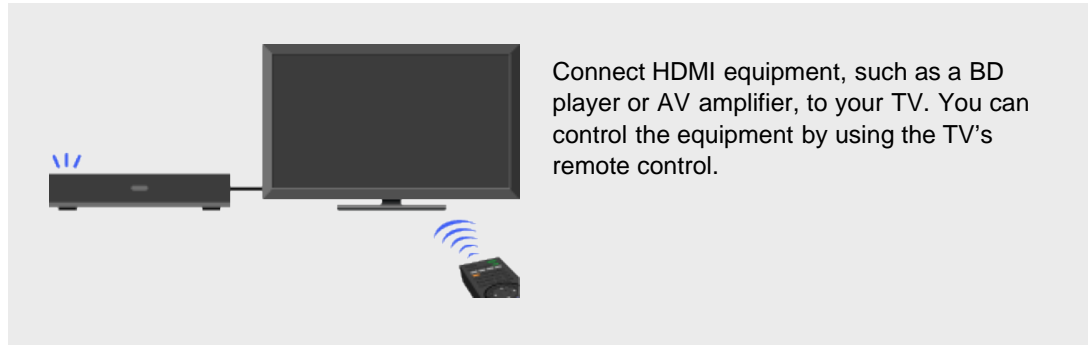 Connect HDMI equipment, such as a BD
player or AV amplifier, to your TV. You can
control the equipment by using the TV’s
remote control.